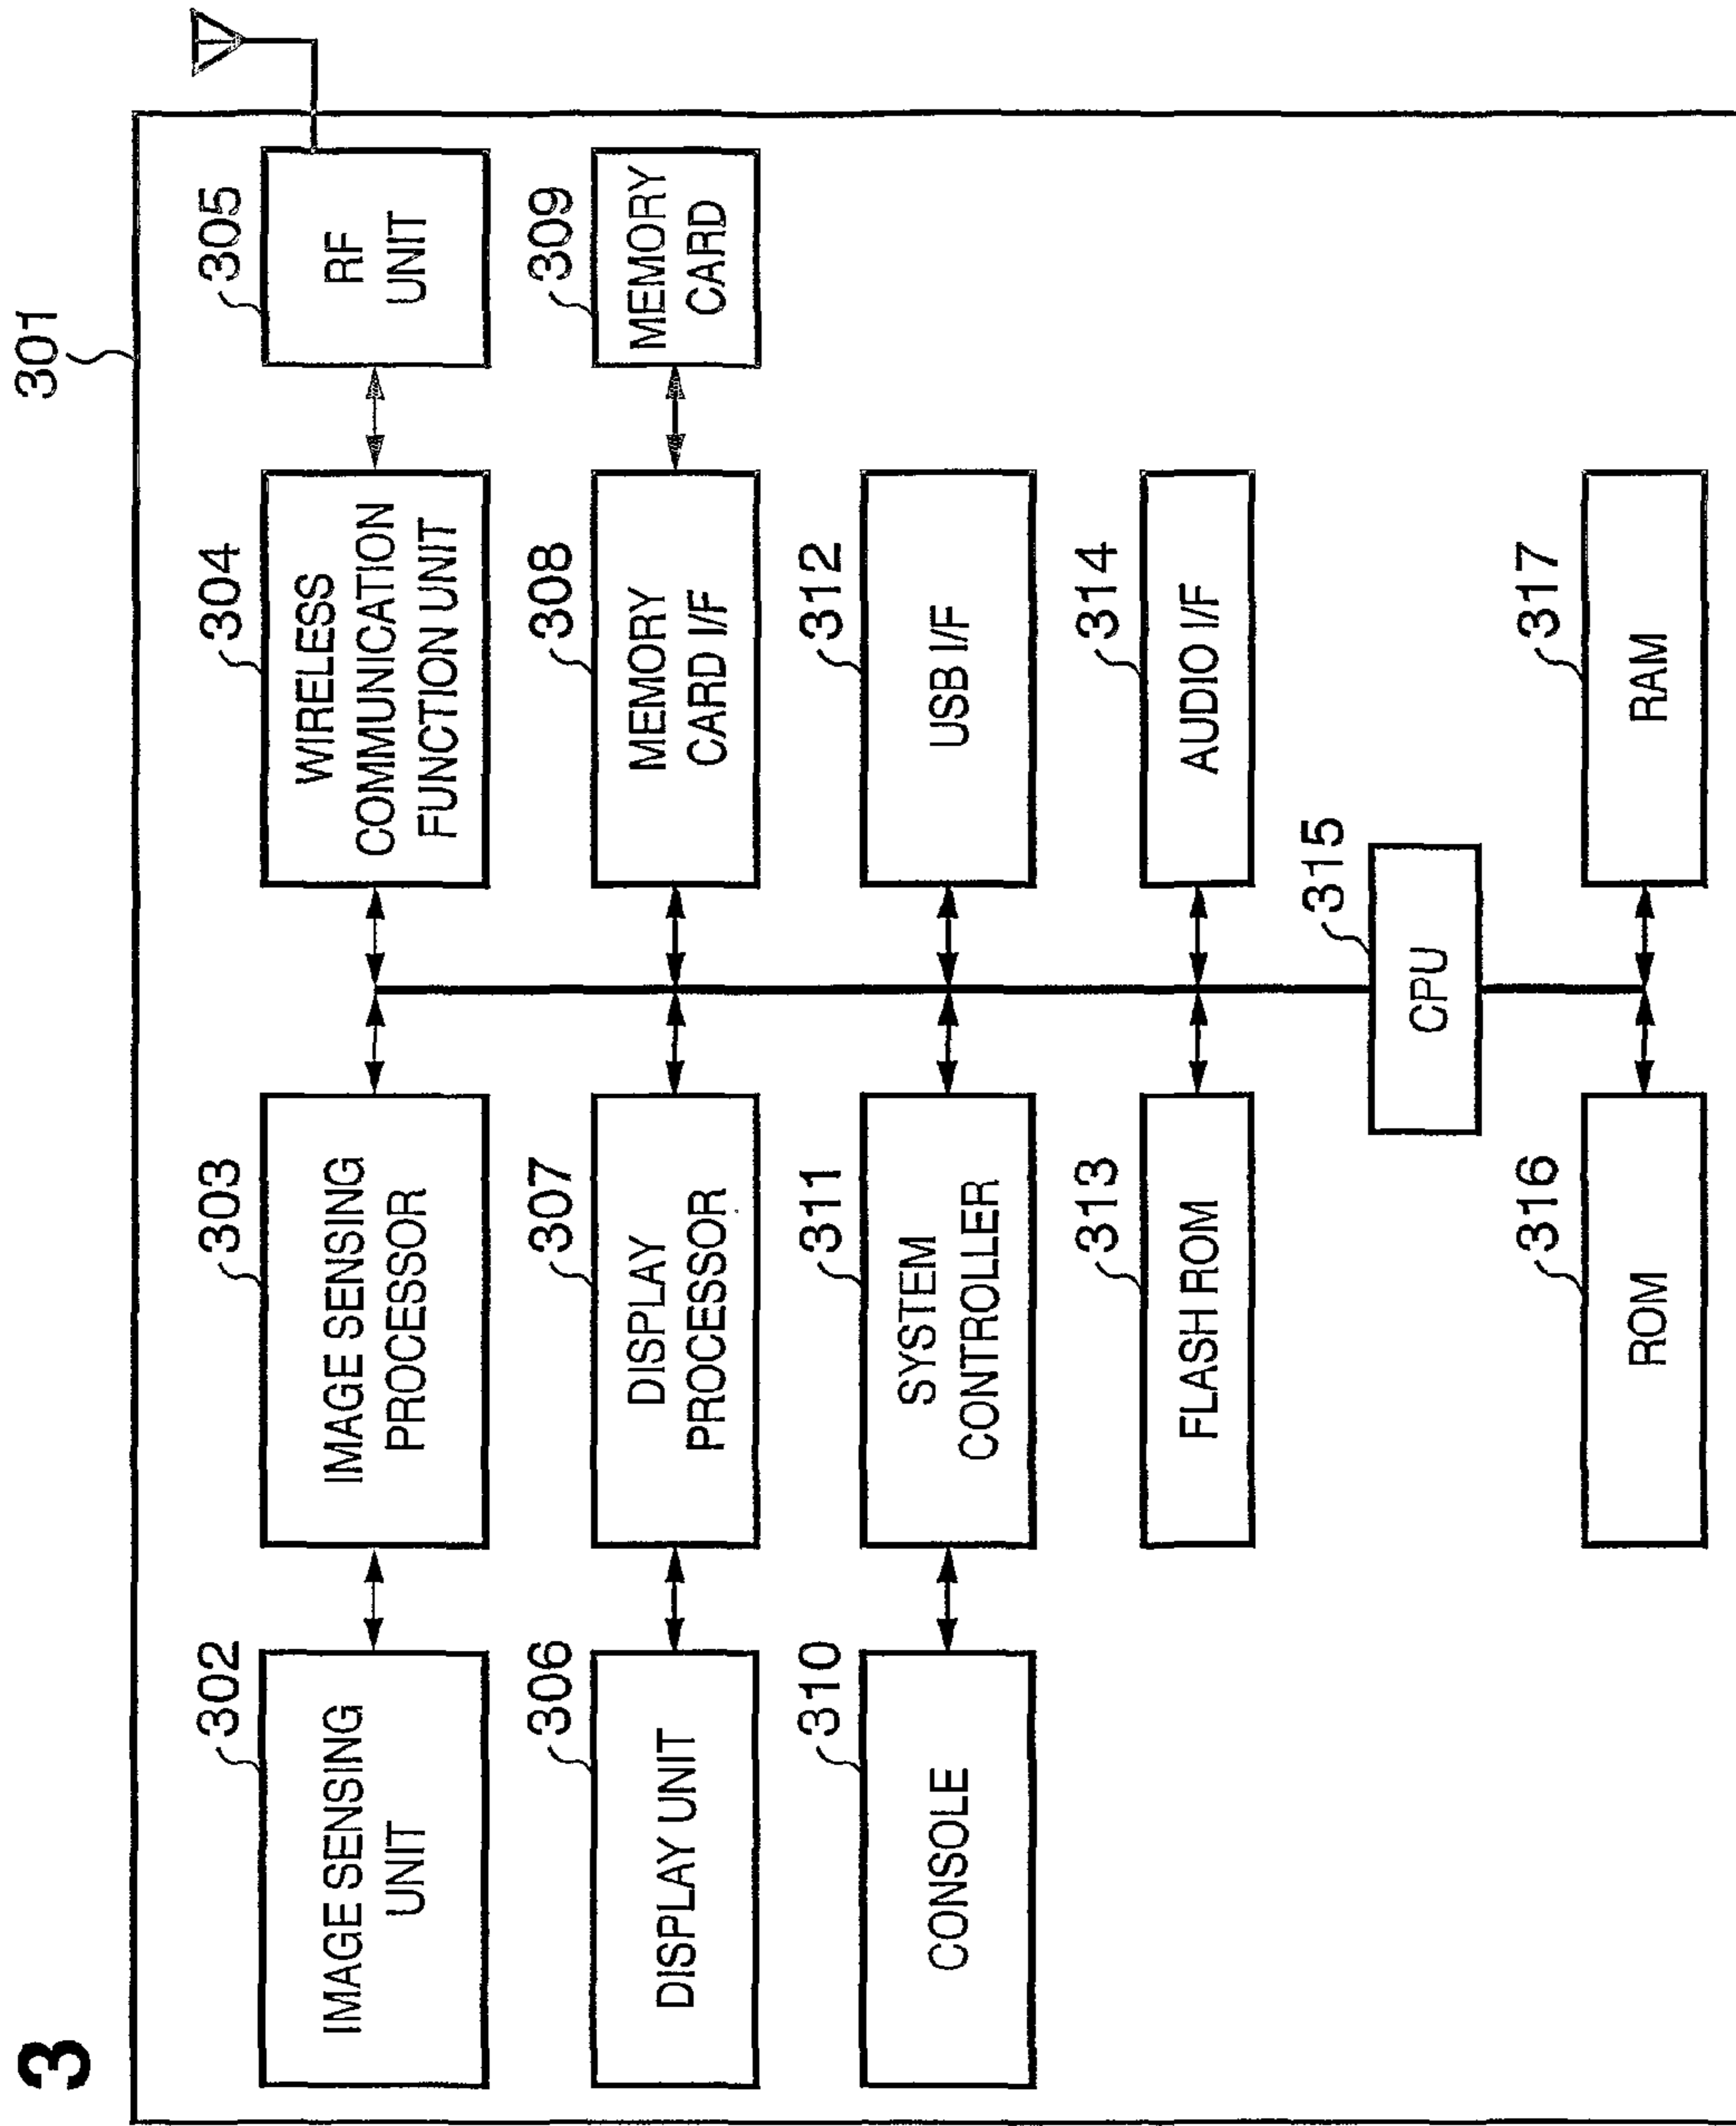 3
301
302
303
304
305
IMAGE SENSING
UNIT
IMAGE SENSING
PROCESSOR
WIRELESS
COMMUNICATION
FUNCTION UNIT
RF
UNIT
306
307
308
309
DISPLAY UNIT
DISPLAY
PROCESSOR
MEMORY
CARD I/F
MEMORY
CARD
310
311
312
CONSOLE
SYSTEM
CONTROLLER
USB I/F
313
314
FLASH ROM
AUDIO I/F
315
CPU
316
317
ROM
RAM